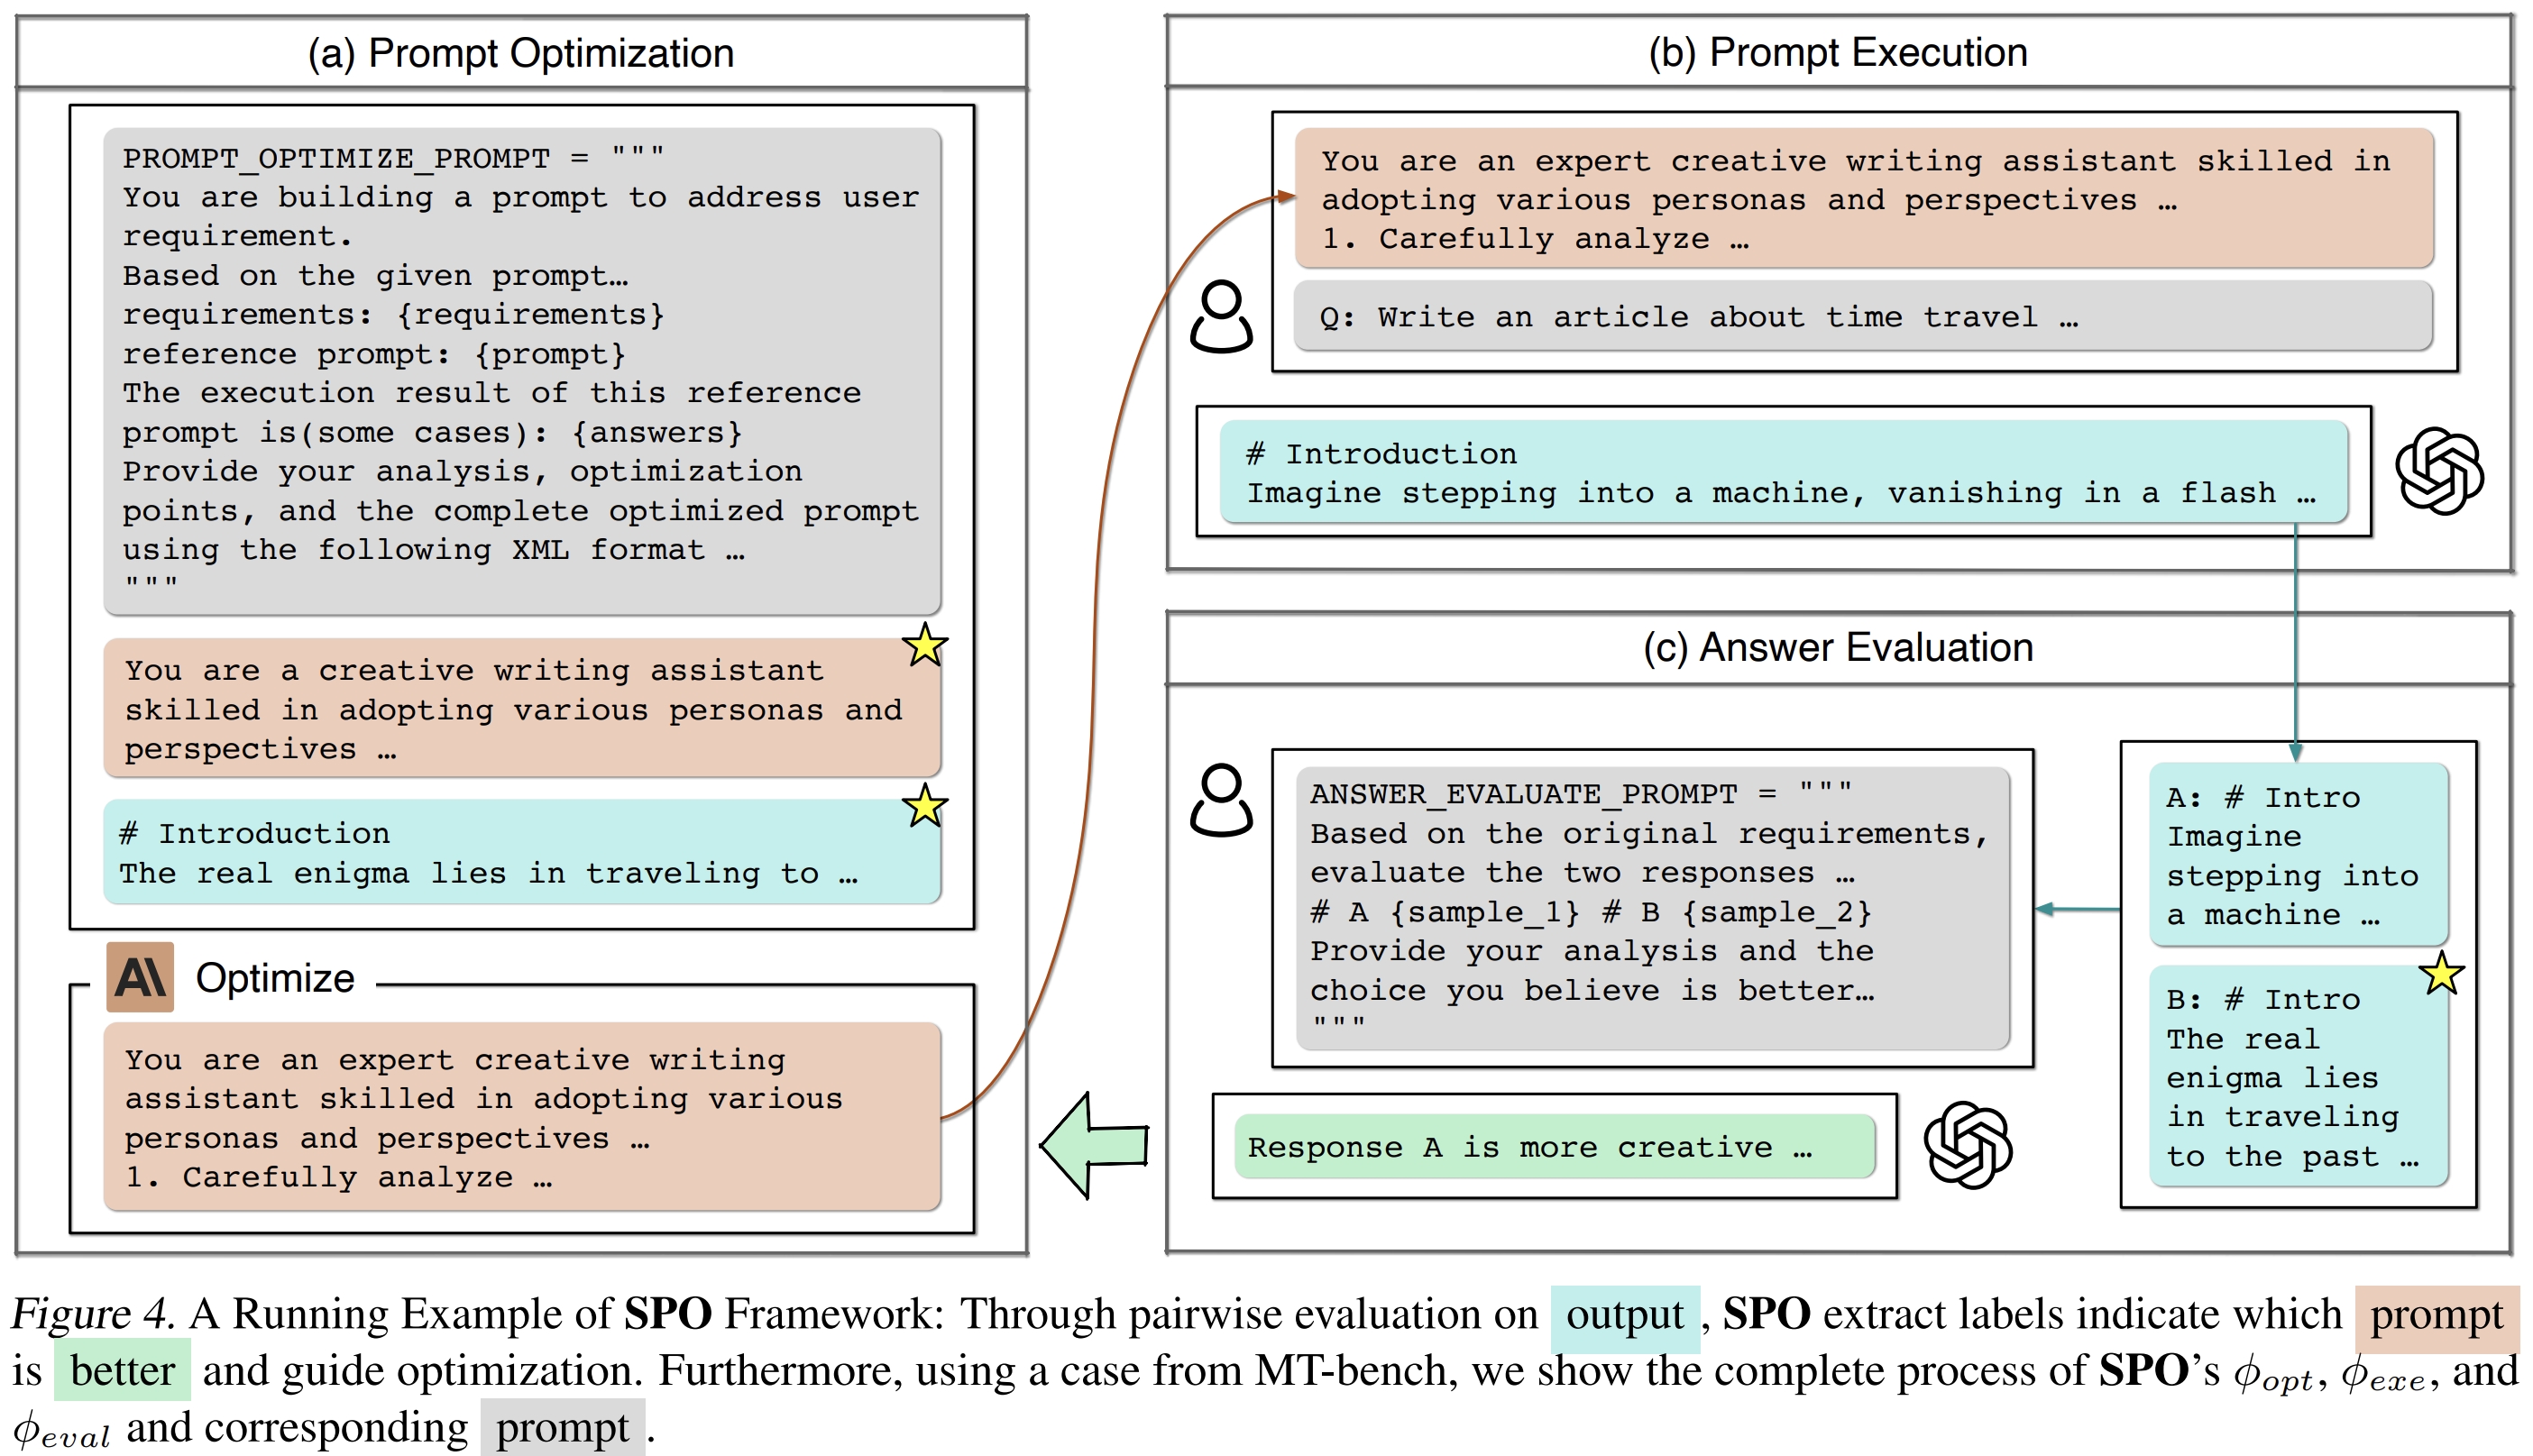 (a) Prompt Optimization
PROMPT_OPTIMIZE_PROMPT = """
You are building a prompt to address user
requirement.
Based on the given prompt…
requirements: {requirements}
reference prompt: {prompt}
The execution result of this reference
prompt is(some cases): {answers}
Provide your analysis, optimization
points, and the complete optimized prompt
using the following XML format …
"""
You are a creative writing assistant
skilled in adopting various personas and
perspectives …
# Introduction
The real enigma lies in traveling to …
A\ Optimize
You are an expert creative writing
assistant skilled in adopting various
personas and perspectives …
1. Carefully analyze …
(b) Prompt Execution
You are an expert creative writing assistant skilled in
adopting various personas and perspectives …
1. Carefully analyze …
Q: Write an article about time travel …
# Introduction
Imagine stepping into a machine, vanishing in a flash …
(c) Answer Evaluation
ANSWER_EVALUATE_PROMPT = """
Based on the original requirements,
evaluate the two responses …
# A {sample_1} # B {sample_2}
Provide your analysis and the
choice you believe is better…
"""
A: # Intro
Imagine
stepping into
a machine …
B: # Intro
The real
enigma lies
in traveling
to the past …
Response A is more creative …
Figure 4. A Running Example of SPO Framework: Through pairwise evaluation on output , SPO extract labels indicate which prompt
is better and guide optimization. Furthermore, using a case from MT-bench, we show the complete process of SPO's ϕopt, ϕexe, and
ϕeval and corresponding prompt .